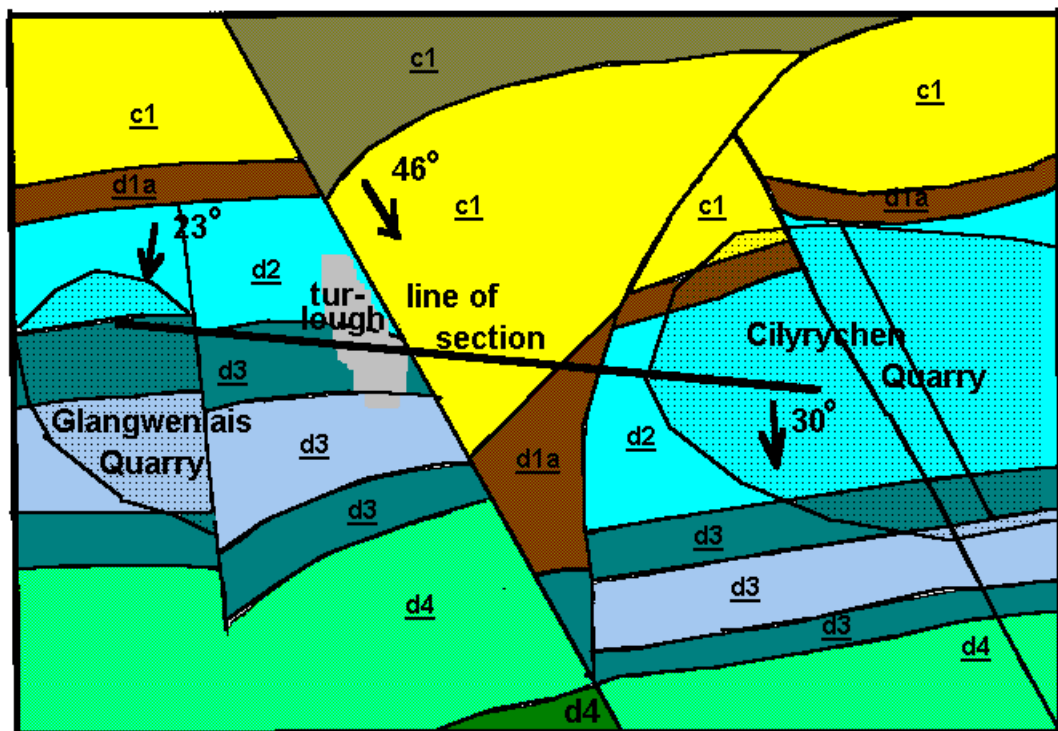 c1
c1
c1
46°
d1a
d1a
c1
c1
23°
d2
tur-
lough
line of
section
Cilyrychen
Quarry
d3
Glangwenlais
Quarry
d3
d1a
d2
30°
d3
d3
d3
d4
d3
d4
d4